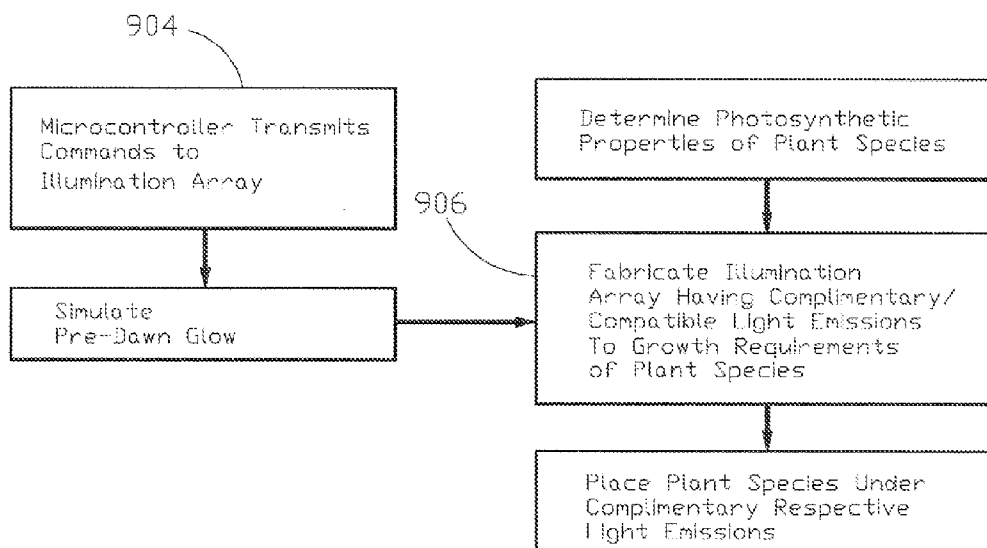 904
Microcontroller Transmits
Commands to
Illumination Array
Simulate
Pre-Dawn Glow
906
Determine Photosynthetic
Properties of Plant Species
Fabricate Illumination
Array Having Complimentary/
Compatible Light Emissions
To Growth Requirements
of Plant Species
Place Plant Species Under
Complimentary Respective
Light Emissions